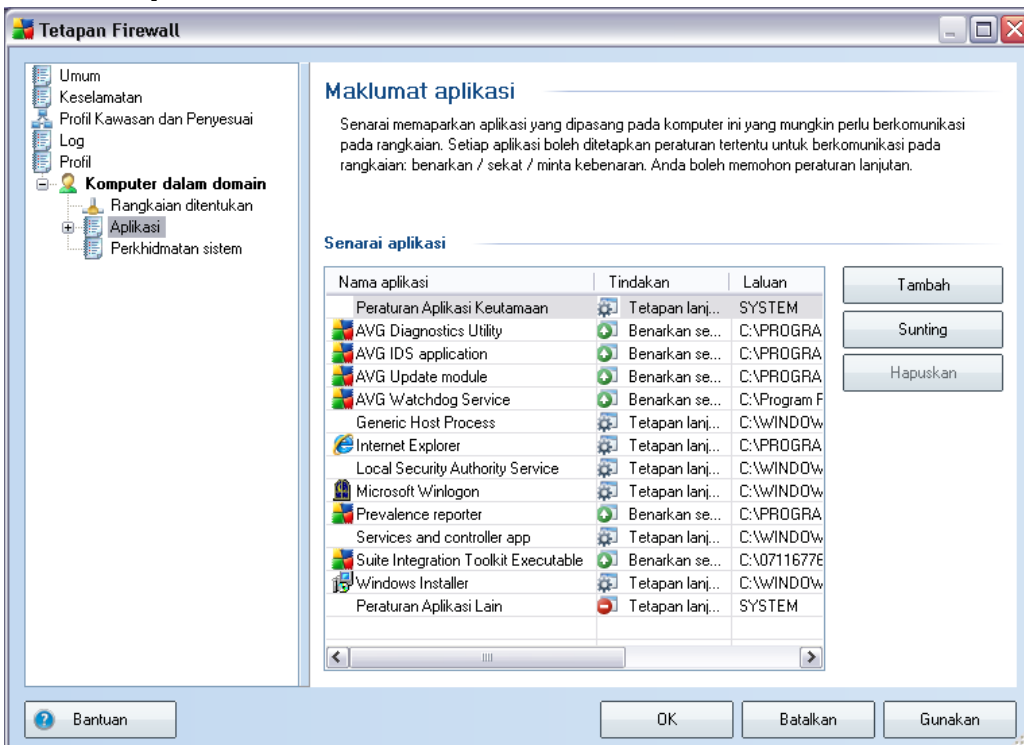 Tetapan Firewall
Umum
Keselamatan
Profil Kawasan dan Penyesuai
Log
Profil
Komputer dalam domain
Rangkaian ditentukan
Aplikasi
Perkhidmatan sistem
Maklumat aplikasi
Senarai memaparkan aplikasi yang dipasang pada komputer ini yang mungkin perlu berkomunikasi
pada rangkaian. Setiap aplikasi boleh ditetapkan peraturan tertentu untuk berkomunikasi pada
rangkaian: benarkan / sekat / minta kebenaran. Anda boleh memohon peraturan lanjutan.
Senarai aplikasi
Nama aplikasi Tindakan Laluan
Peraturan Aplikasi Keutamaan Tetapan lanj... SYSTEM
AVG Diagnostics Utility Benarkan se... C:\PROGRA
AVG IDS application Benarkan se... C:\PROGRA
AVG Update module Benarkan se... C:\PROGRA
AVG Watchdog Service Benarkan se... C:\Program F
Generic Host Process Tetapan lanj... C:\WINDOW
Internet Explorer Tetapan lanj... C:\PROGRA
Local Security Authority Service Tetapan lanj... C:\WINDOW
Microsoft Winlogon Tetapan lanj... C:\WINDOW
Prevalence reporter Benarkan se... C:\PROGRA
Services and controller app Tetapan lanj... C:\WINDOW
Suite Integration Toolkit Executable Benarkan se... C:\0711677E
Windows Installer Tetapan lanj... C:\WINDOW
Peraturan Aplikasi Lain Tetapan lanj... SYSTEM
Tambah
Sunting
Hapuskan
Bantuan
OK
Batalkan
Gunakan